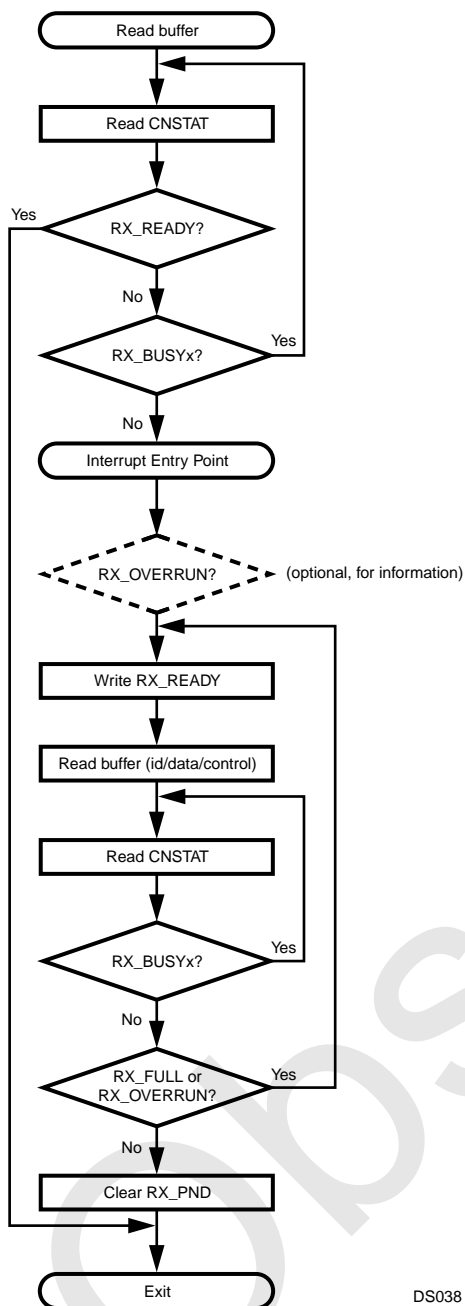 Read buffer
Read CNSTAT
Yes
RX_READY?
No
Yes
RX_BUSYx?
No
Interrupt Entry Point
RX_OVERRUN?
(optional, for information)
Write RX_READY
Read buffer (id/data/control)
Read CNSTAT
Yes
RX_BUSYx?
No
RX_FULL or
RX_OVERRUN?
Yes
No
Clear RX_PND
Exit
DS038
Obs